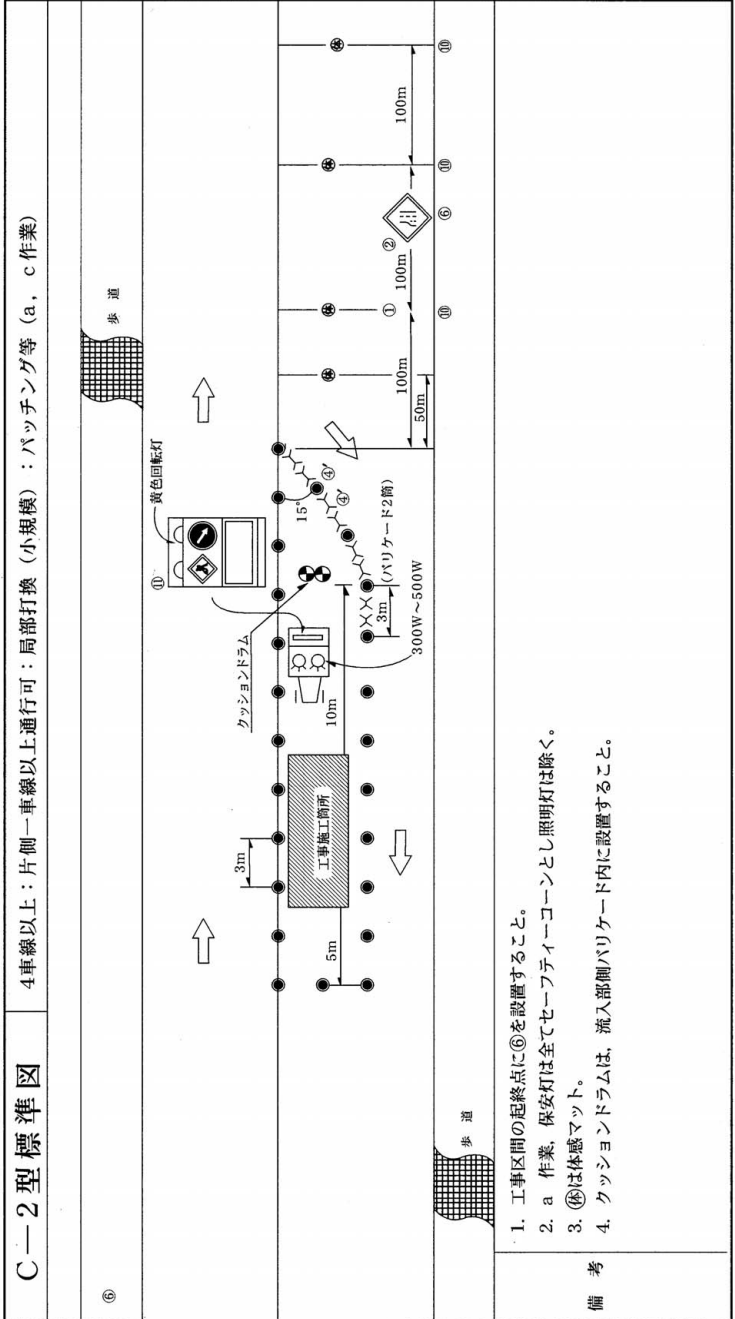 C－2型標準図
4車線以上：片側一車線以上通行可：局部打換（小規模）：パッチング等（a，c作業）
⑥
歩 道
⑪
黄色回転灯
クッションドラム
15°
④′
④′
(バリケード2筒)
3m
300W～500W
10m
3m
工事施工箇所
5m
50m
100m
100m
100m
㊡
㊡
㊡
㊡
①
②
⑥
⑩
⑩
⑩
歩 道
備 考
1. 工事区間の起終点に⑥を設置すること。
2. a 作業，保安灯は全てセーフティーコーンとし照明灯は除く。
3. 体は体感マット。
4. クッションドラムは，流入部側バリケード内に設置すること。